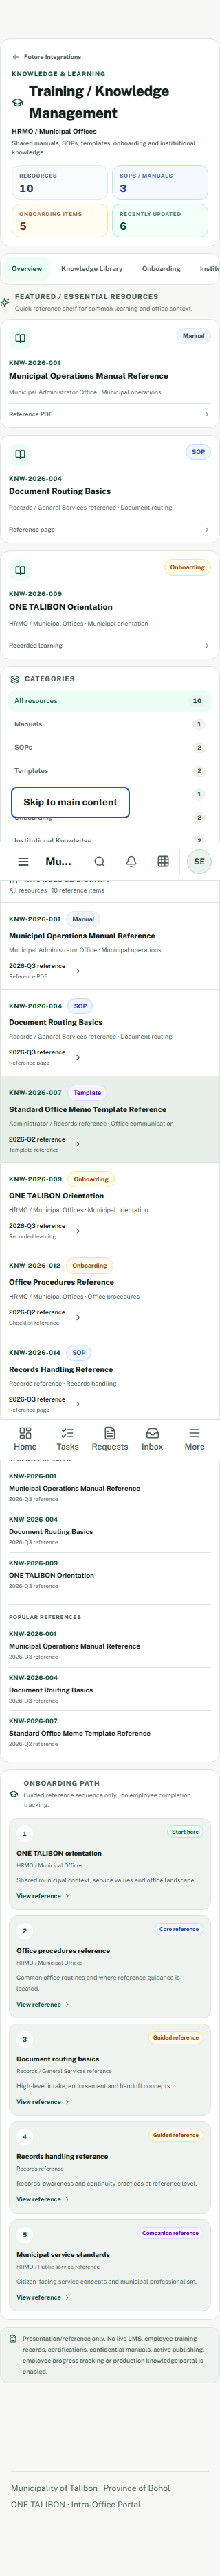 Future Integrations
KNOWLEDGE & LEARNING
Training / Knowledge
Management
HRMO / Municipal Offices
Shared manuals, SOPs, templates, onboarding and institutional
knowledge
RESOURCES
10
SOPS / MANUALS
3
ONBOARDING ITEMS
5
RECENTLY UPDATED
6
Overview Knowledge Library Onboarding Institu
FEATURED / ESSENTIAL RESOURCES
Quick reference shelf for common learning and office context.
Manual
KNW-2026-001
Municipal Operations Manual Reference
Municipal Administrator Office · Municipal operations
Reference PDF
SOP
KNW-2026-004
Document Routing Basics
Records / General Services reference · Document routing
Reference page
Onboarding
KNW-2026-009
ONE TALIBON Orientation
HRMO / Municipal Offices · Municipal orientation
Recorded learning
CATEGORIES
All resources 10
Manuals 1
SOPs 2
Templates 2
1
Skip to main content
Onboarding 2
Institutional Knowledge 2
Mu... SE
All resources · 10 reference items
KNW-2026-001 Manual
Municipal Operations Manual Reference
Municipal Administrator Office · Municipal operations
2026-Q3 reference
Reference PDF
KNW-2026-004 SOP
Document Routing Basics
Records / General Services reference · Document routing
2026-Q3 reference
Reference page
KNW-2026-007 Template
Standard Office Memo Template Reference
Administrator / Records reference · Office communication
2026-Q2 reference
Template reference
KNW-2026-009 Onboarding
ONE TALIBON Orientation
HRMO / Municipal Offices · Municipal orientation
2026-Q3 reference
Recorded learning
KNW-2026-012 Onboarding
Office Procedures Reference
HRMO / Municipal Offices · Office procedures
2026-Q2 reference
Checklist reference
KNW-2026-014 SOP
Records Handling Reference
Records reference · Records handling
2026-Q3 reference
Reference page
Home Tasks Requests Inbox More
KNW-2026-001
Municipal Operations Manual Reference
2026-Q3 reference
KNW-2026-004
Document Routing Basics
2026-Q3 reference
KNW-2026-009
ONE TALIBON Orientation
2026-Q3 reference
POPULAR REFERENCES
KNW-2026-001
Municipal Operations Manual Reference
2026-Q3 reference
KNW-2026-004
Document Routing Basics
2026-Q3 reference
KNW-2026-007
Standard Office Memo Template Reference
2026-Q2 reference
ONBOARDING PATH
Guided reference sequence only · no employee completion
tracking.
1 Start here
ONE TALIBON orientation
HRMO / Municipal Offices
Shared municipal context, service values and office landscape.
View reference
2 Core reference
Office procedures reference
HRMO / Municipal Offices
Common office routines and where reference guidance is
located.
View reference
3 Guided reference
Document routing basics
Records / General Services reference
High-level intake, endorsement and handoff concepts.
View reference
4 Guided reference
Records handling reference
Records reference
Records-awareness and continuity practices at reference level.
View reference
5 Companion reference
Municipal service standards
HRMO / Public service reference
Citizen-facing service concepts and municipal professionalism.
View reference
Presentation/reference only. No live LMS, employee training
records, certifications, confidential manuals, active publishing,
employee progress tracking or production knowledge portal is
enabled.
Municipality of Talibon · Province of Bohol
ONE TALIBON · Intra-Office Portal